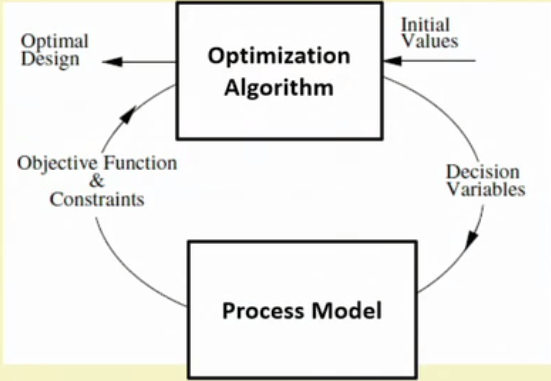 Optimal
Design
Optimization
Algorithm
Initial
Values
Objective Function
&
Constraints
Decision
Variables
Process Model